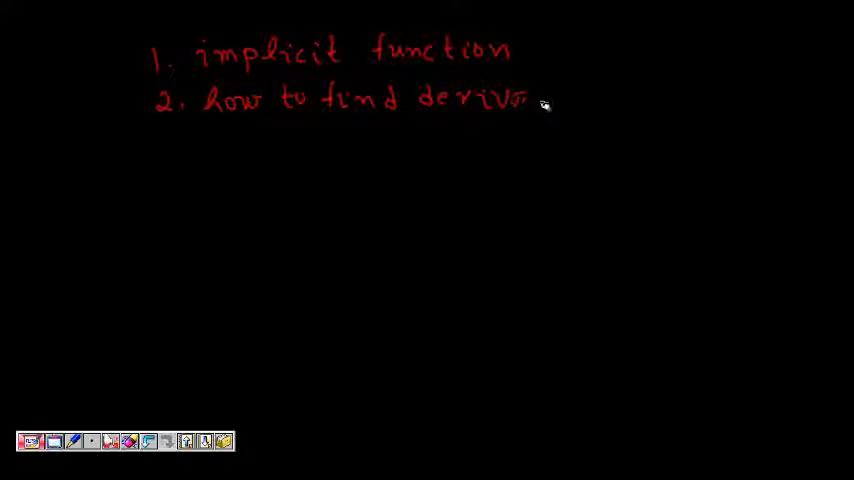 1. implicit function
2. how to find deriva